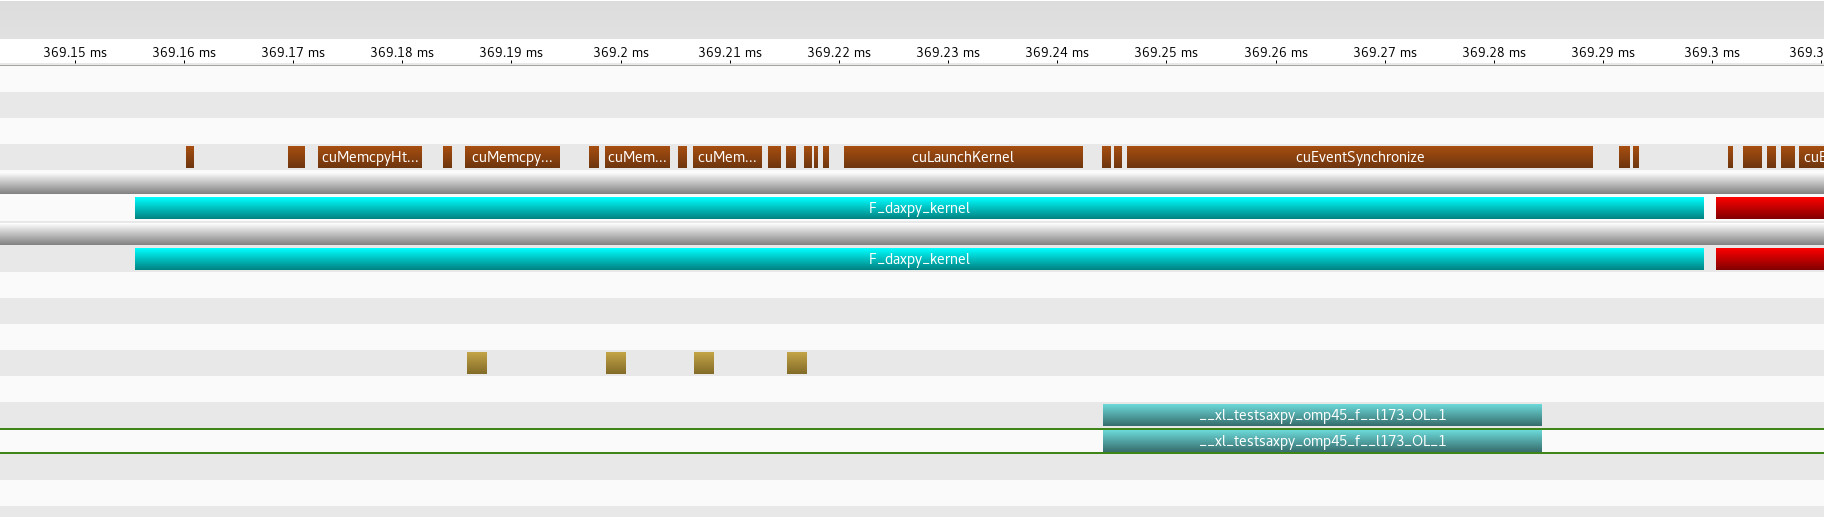 369.15 ms 369.16 ms 369.17 ms 369.18 ms 369.19 ms 369.2 ms 369.21 ms 369.22 ms 369.23 ms 369.24 ms 369.25 ms 369.26 ms 369.27 ms 369.28 ms 369.29 ms 369.3 ms 369.3
cuMemcpyHt... cuMemcpy... cuMem... cuMem... cuLaunchKernel cuEventSynchronize cuE
F_daxpy_kernel
F_daxpy_kernel
__xl_testsaxpy_omp45_f__l173_OL_1
__xl_testsaxpy_omp45_f__l173_OL_1